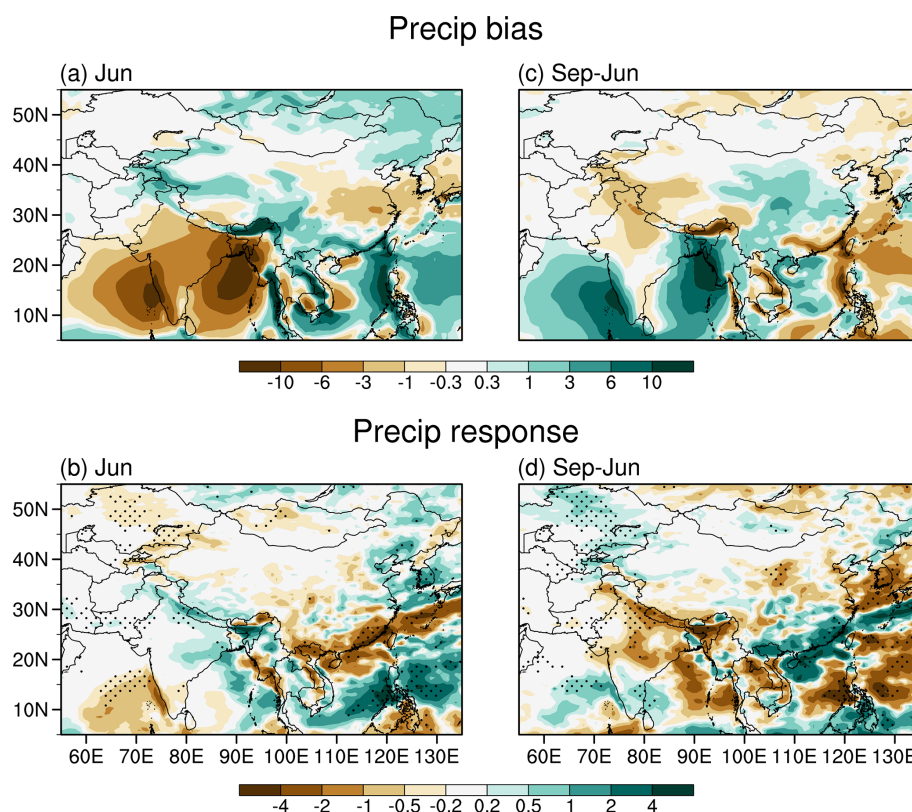 Precip bias
(a) Jun
(c) Sep-Jun
50N
40N
30N
20N
10N
-10 -6 -3 -1 -0.3 0.3 1 3 6 10
Precip response
(b) Jun
(d) Sep-Jun
50N
40N
30N
20N
10N
60E 70E 80E 90E 100E 110E 120E 130E
60E 70E 80E 90E 100E 110E 120E 130E
-4 -2 -1 -0.5 -0.2 0.2 0.5 1 2 4